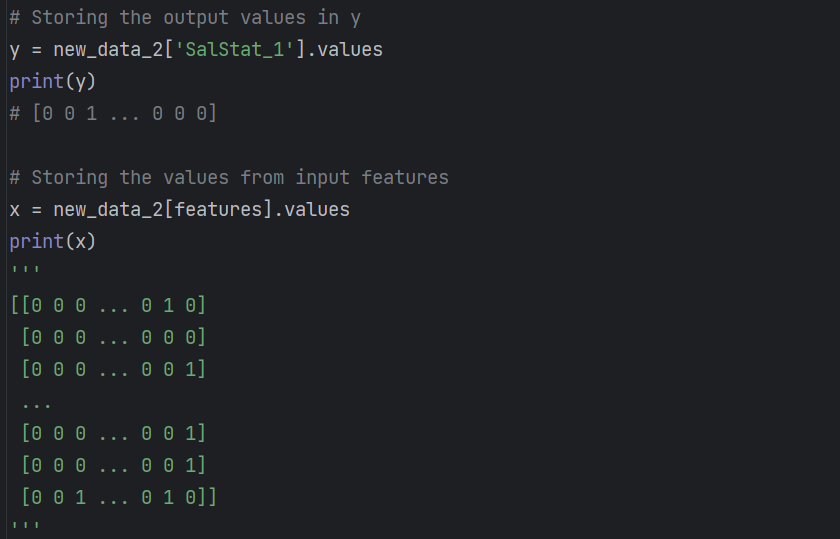 # Storing the output values in y
y = new_data_2['SalStat_1'].values
print(y)
# [0 0 1 ... 0 0 0]
# Storing the values from input features
x = new_data_2[features].values
print(x)
'''
[[0 0 0 ... 0 1 0]
 [0 0 0 ... 0 0 0]
 [0 0 0 ... 0 0 1]
 ...
 [0 0 0 ... 0 0 1]
 [0 0 0 ... 0 0 1]
 [0 0 1 ... 0 1 0]]
'''